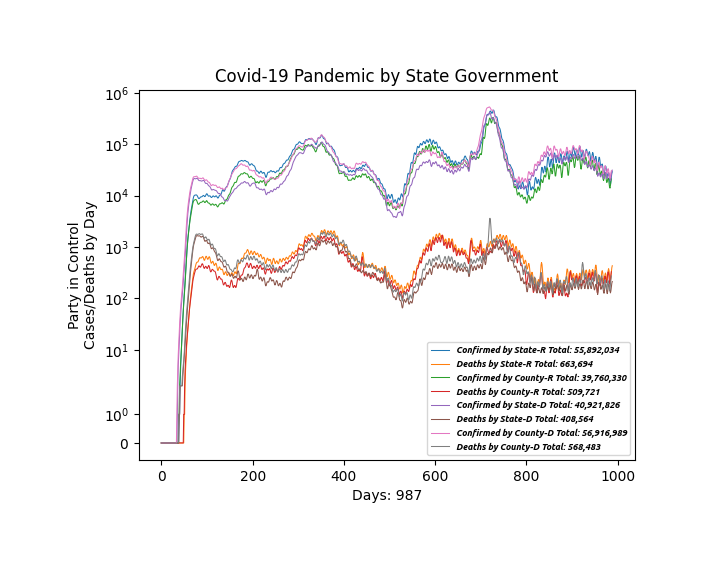 Covid-19 Pandemic by State Government
Party in Control
Cases/Deaths by Day
10^6
10^5
10^4
10^3
10^2
10^1
10^0
0
Confirmed by State-R Total: 55,892,034
Deaths by State-R Total: 663,694
Confirmed by County-R Total: 39,760,330
Deaths by County-R Total: 509,721
Confirmed by State-D Total: 40,921,826
Deaths by State-D Total: 408,564
Confirmed by County-D Total: 56,916,989
Deaths by County-D Total: 568,483
0 200 400 600 800 1000
Days: 987